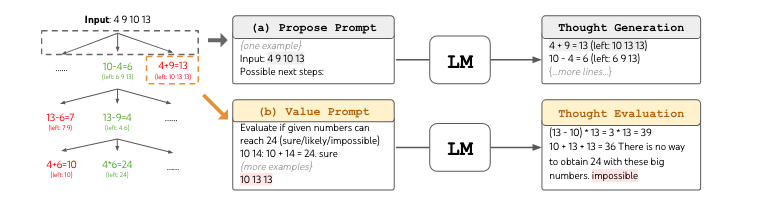 Input: 4 9 10 13
......
10-4=6
(left: 6 9 13)
4+9=13
(left: 10 13 13)
13-6=7
(left: 7 9)
13-9=4
(left: 4 6)
......
4+6=10
(left: 10)
4*6=24
(left: 24)
......
(a) Propose Prompt
{one example}
Input: 4 9 10 13
Possible next steps:
LM
Thought Generation
4 + 9 = 13 (left: 10 13 13)
10 - 4 = 6 (left: 6 9 13)
{...more lines...}
(b) Value Prompt
Evaluate if given numbers can
reach 24 (sure/likely/impossible)
10 14: 10 + 14 = 24. sure
{more examples}
10 13 13
LM
Thought Evaluation
(13 - 10) * 13 = 3 * 13 = 39
10 + 13 + 13 = 36 There is no way
to obtain 24 with these big
numbers. impossible